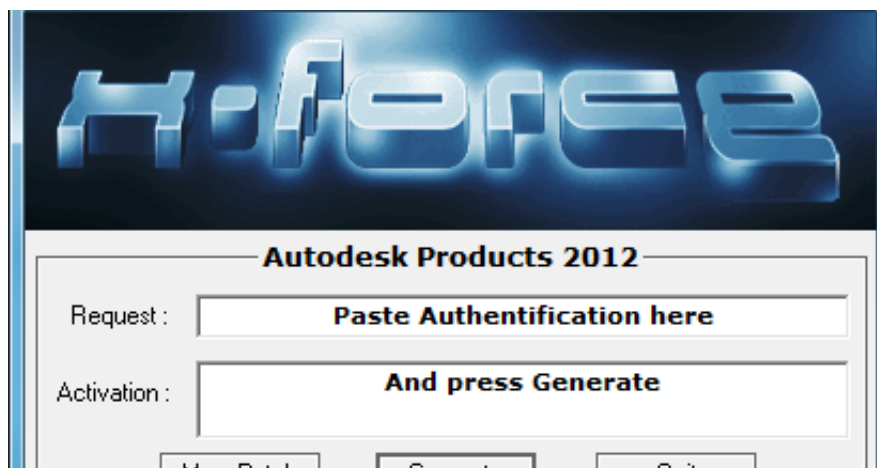 X-force
Autodesk Products 2012
Request :
Paste Authentification here
Activation :
And press Generate